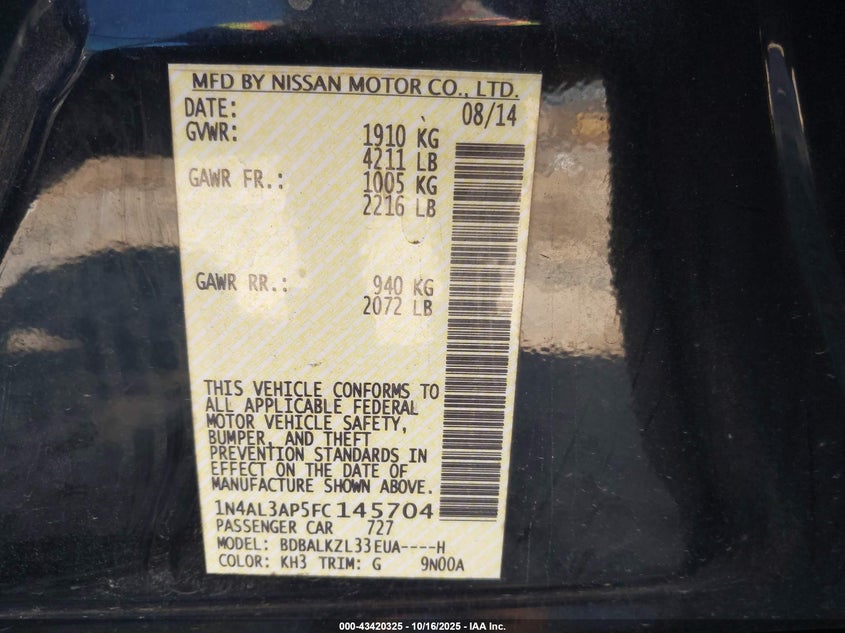 MFD BY NISSAN MOTOR CO., LTD.
DATE: 08/14
GVWR: 1910 KG
4211 LB
GAWR FR.: 1005 KG
2216 LB
GAWR RR.: 940 KG
2072 LB
THIS VEHICLE CONFORMS TO
ALL APPLICABLE FEDERAL
MOTOR VEHICLE SAFETY,
BUMPER, AND THEFT
PREVENTION STANDARDS IN
EFFECT ON THE DATE OF
MANUFACTURE SHOWN ABOVE.
1N4AL3AP5FC145704
PASSENGER CAR 727
MODEL: BDBALKZL33EUA----H
COLOR: KH3 TRIM: G 9N00A
000-43420325 - 10/16/2025 - IAA Inc.